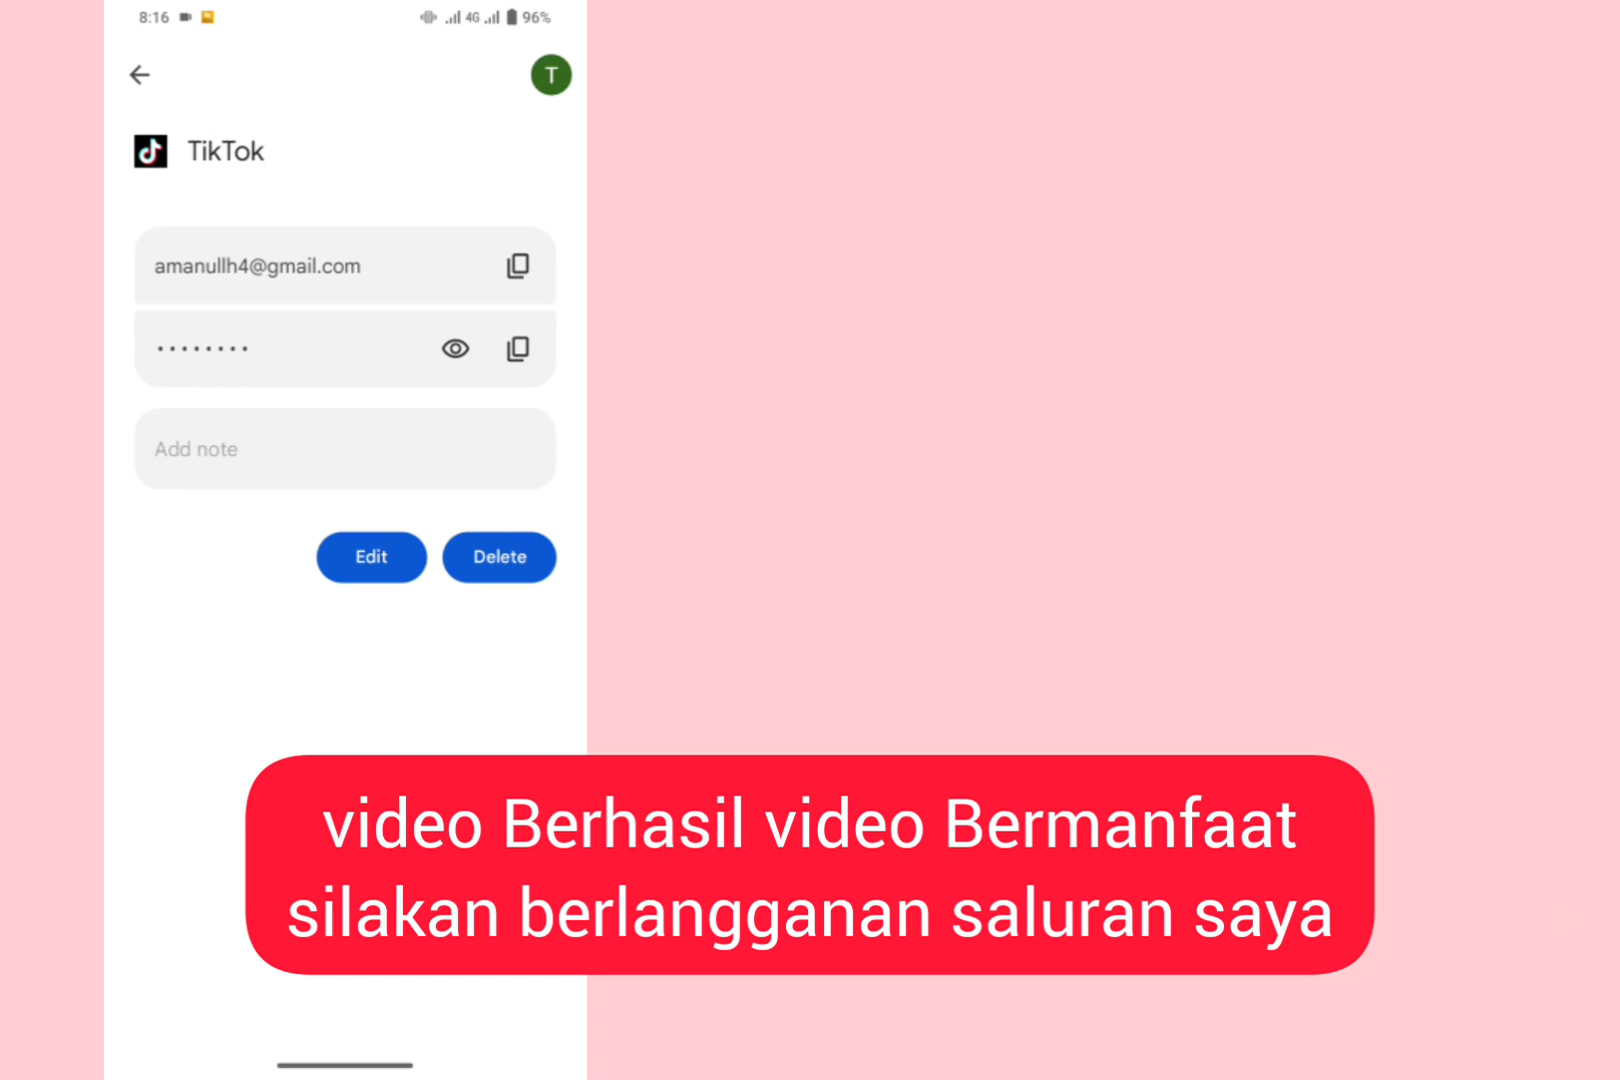 8:16 4G 96%
T
TikTok
amanullh4@gmail.com
••••••••
Add note
Edit Delete
video Berhasil video Bermanfaat
silakan berlangganan saluran saya